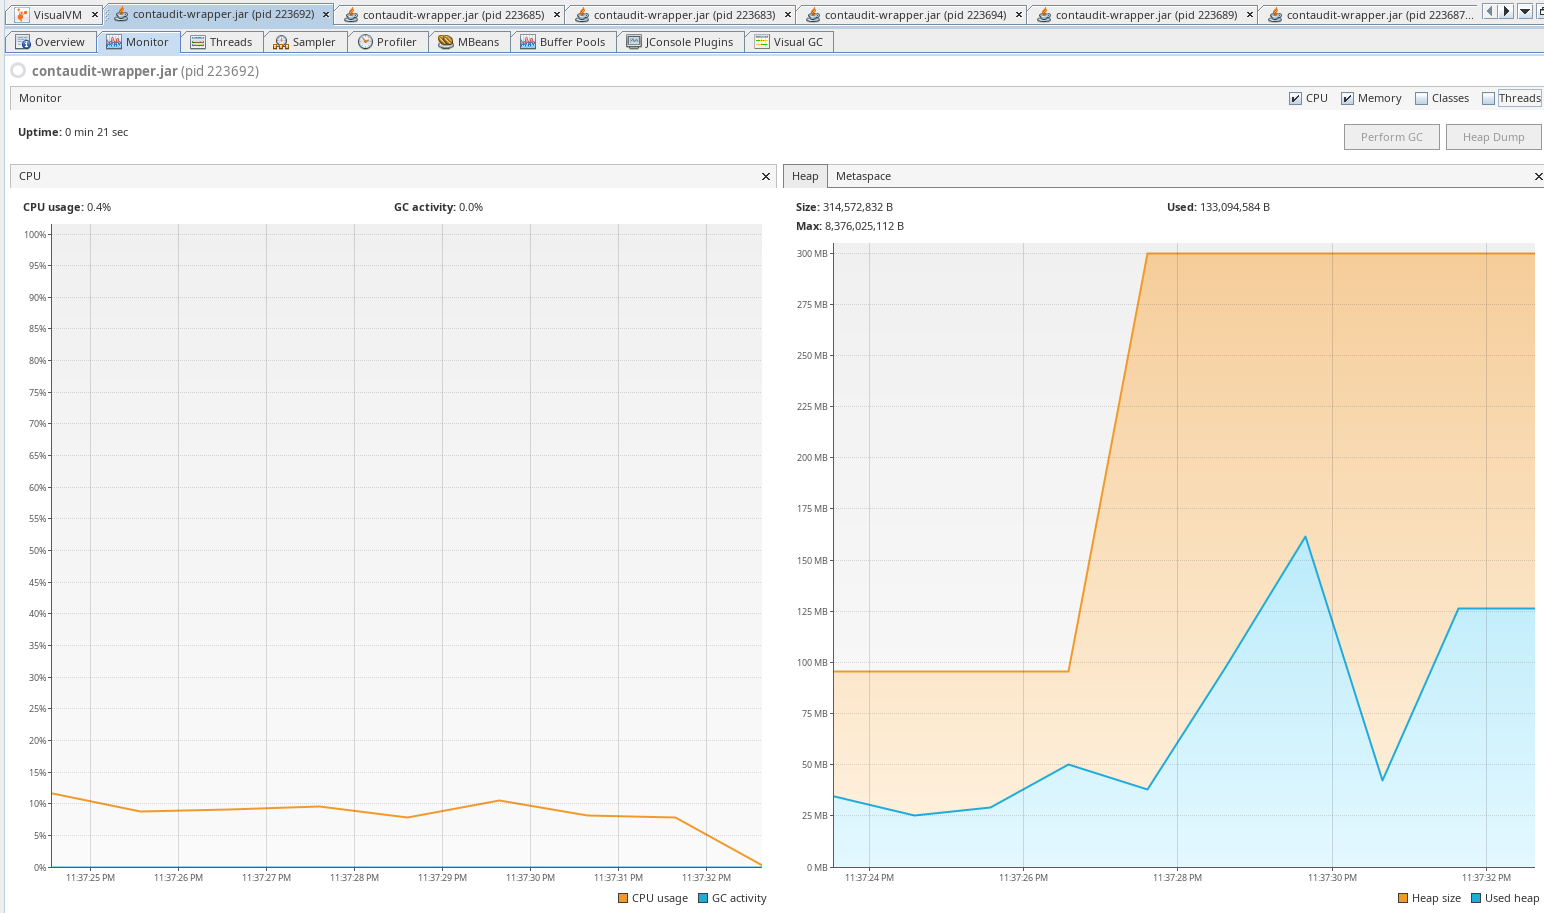 VisualVM contaudit-wrapper.jar (pid 223692) contaudit-wrapper.jar (pid 223685) contaudit-wrapper.jar (pid 223683) contaudit-wrapper.jar (pid 223694) contaudit-wrapper.jar (pid 223689) contaudit-wrapper.jar (pid 223687...
Overview Monitor Threads Sampler Profiler MBeans Buffer Pools JConsole Plugins Visual GC
contaudit-wrapper.jar (pid 223692)
Monitor CPU Memory Classes Threads
Uptime: 0 min 21 sec
Perform GC Heap Dump
CPU
CPU usage: 0.4% GC activity: 0.0%
100%
95%
90%
85%
80%
75%
70%
65%
60%
55%
50%
45%
40%
35%
30%
25%
20%
15%
10%
5%
0%
11:37:25 PM 11:37:26 PM 11:37:27 PM 11:37:28 PM 11:37:29 PM 11:37:30 PM 11:37:31 PM 11:37:32 PM
CPU usage GC activity
Heap Metaspace
Size: 314,572,832 B Used: 133,094,584 B
Max: 8,376,025,112 B
300 MB
275 MB
250 MB
225 MB
200 MB
175 MB
150 MB
125 MB
100 MB
75 MB
50 MB
25 MB
0 MB
11:37:24 PM 11:37:26 PM 11:37:28 PM 11:37:30 PM 11:37:32 PM
Heap size Used heap